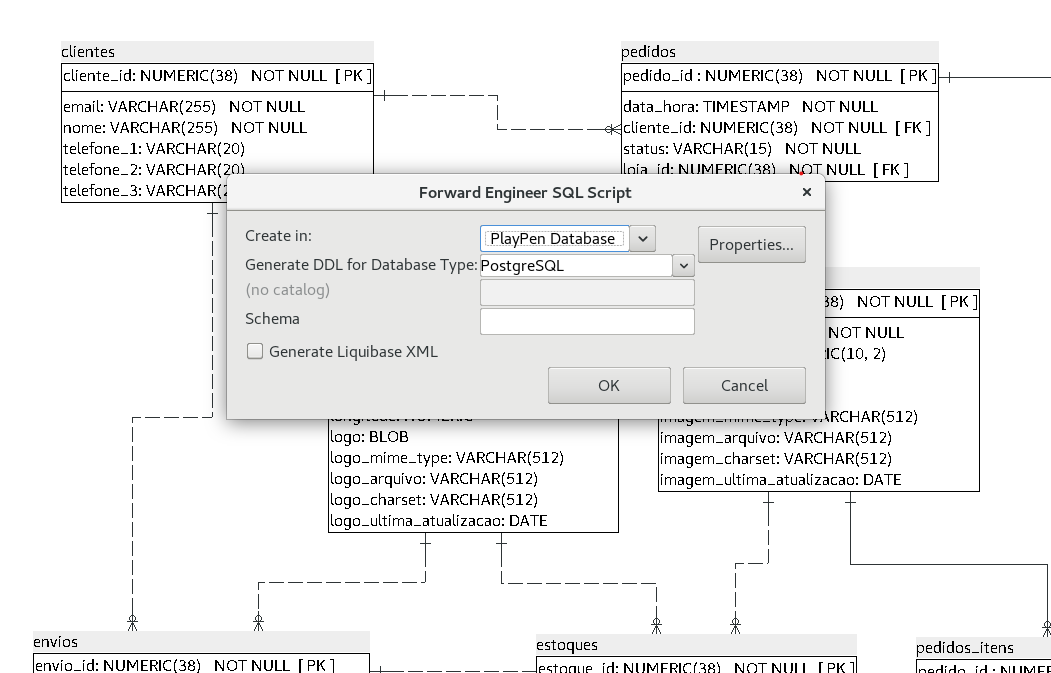 clientes
cliente_id: NUMERIC(38) NOT NULL [ PK ]
email: VARCHAR(255) NOT NULL
nome: VARCHAR(255) NOT NULL
telefone_1: VARCHAR(20)
telefone_2: VARCHAR(20)
telefone_3: VARCHAR(2
pedidos
pedido_id : NUMERIC(38) NOT NULL [ PK ]
data_hora: TIMESTAMP NOT NULL
cliente_id: NUMERIC(38) NOT NULL [ FK ]
status: VARCHAR(15) NOT NULL
loja_id: NUMERIC(38) NOT NULL [ FK ]
Forward Engineer SQL Script
Create in:
PlayPen Database
Properties...
Generate DDL for Database Type:
PostgreSQL
(no catalog)
Schema
Generate Liquibase XML
OK
Cancel
38) NOT NULL [ PK ]
NOT NULL
RIC(10, 2)
imagem_mime_type: VARCHAR(512)
imagem_arquivo: VARCHAR(512)
imagem_charset: VARCHAR(512)
imagem_ultima_atualizacao: DATE
longitude: NUMERIC
logo: BLOB
logo_mime_type: VARCHAR(512)
logo_arquivo: VARCHAR(512)
logo_charset: VARCHAR(512)
logo_ultima_atualizacao: DATE
envios
envio_id: NUMERIC(38) NOT NULL [ PK ]
estoques
estoque_id: NUMERIC(38) NOT NULL [ PK ]
pedidos_itens
pedido_id : NUME